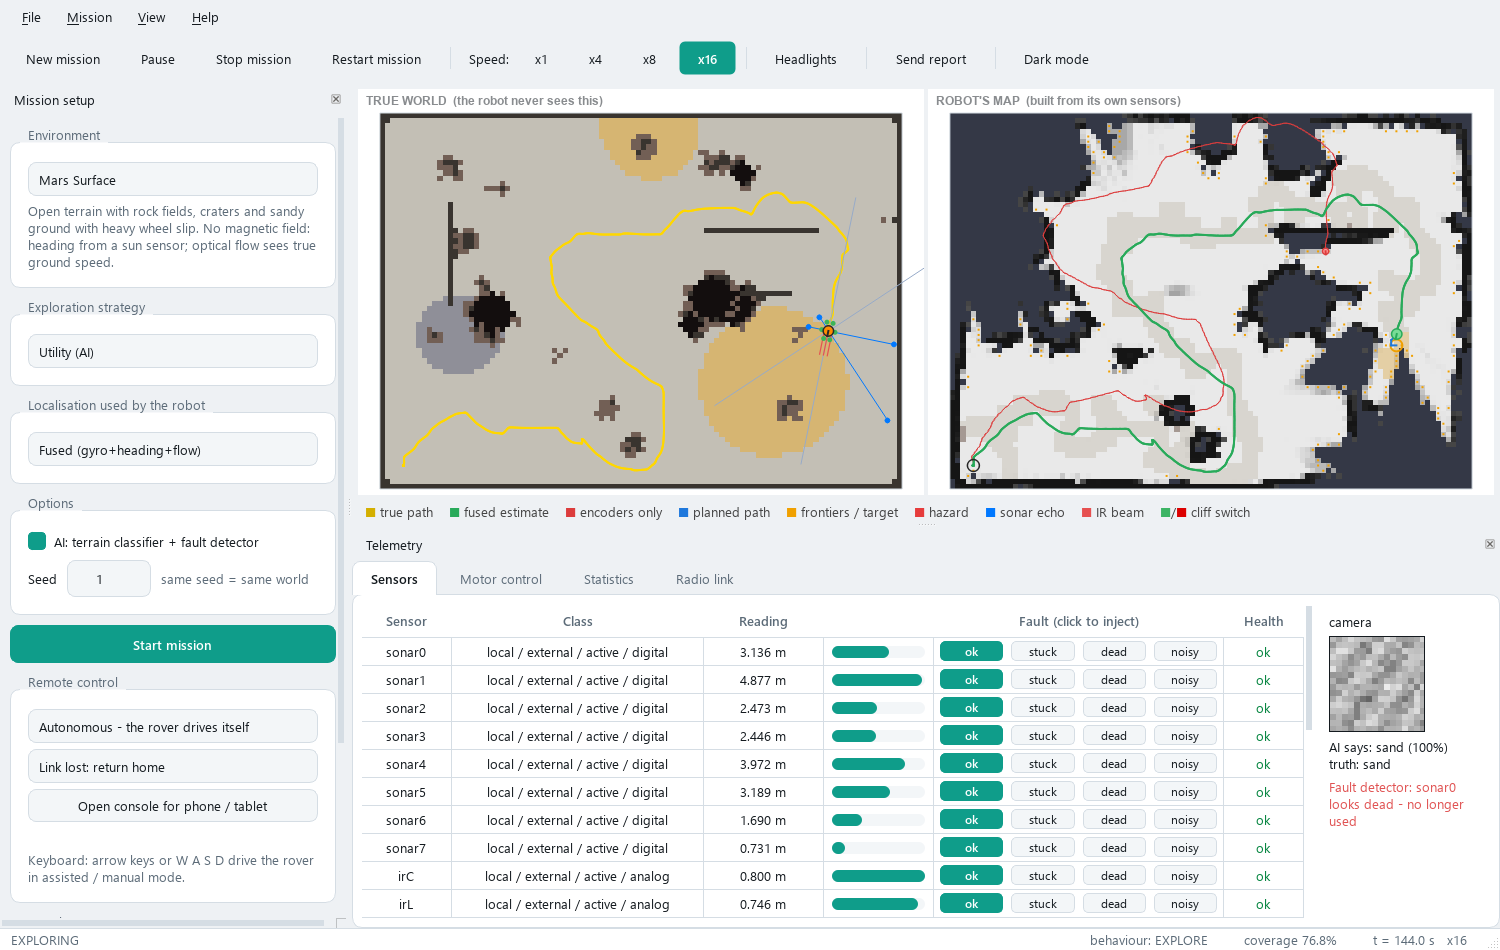 File Mission View Help
New mission Pause Stop mission Restart mission Speed: x1 x4 x8 x16 Headlights Send report Dark mode
Mission setup
Environment
Mars Surface
Open terrain with rock fields, craters and sandy
ground with heavy wheel slip. No magnetic field:
heading from a sun sensor; optical flow sees true
ground speed.
Exploration strategy
Utility (AI)
Localisation used by the robot
Fused (gyro+heading+flow)
Options
AI: terrain classifier + fault detector
Seed 1 same seed = same world
Start mission
Remote control
Autonomous - the rover drives itself
Link lost: return home
Open console for phone / tablet
Keyboard: arrow keys or W A S D drive the rover
in assisted / manual mode.
TRUE WORLD (the robot never sees this)
ROBOT'S MAP (built from its own sensors)
true path fused estimate encoders only planned path frontiers / target hazard sonar echo IR beam / cliff switch
Telemetry
Sensors Motor control Statistics Radio link
Sensor Class Reading Fault (click to inject) Health
sonar0 local / external / active / digital 3.136 m ok stuck dead noisy ok
sonar1 local / external / active / digital 4.877 m ok stuck dead noisy ok
sonar2 local / external / active / digital 2.473 m ok stuck dead noisy ok
sonar3 local / external / active / digital 2.446 m ok stuck dead noisy ok
sonar4 local / external / active / digital 3.972 m ok stuck dead noisy ok
sonar5 local / external / active / digital 3.189 m ok stuck dead noisy ok
sonar6 local / external / active / digital 1.690 m ok stuck dead noisy ok
sonar7 local / external / active / digital 0.731 m ok stuck dead noisy ok
irC local / external / active / analog 0.800 m ok stuck dead noisy ok
irL local / external / active / analog 0.746 m ok stuck dead noisy ok
camera
AI says: sand (100%)
truth: sand
Fault detector: sonar0
looks dead - no longer
used
EXPLORING behaviour: EXPLORE coverage 76.8% t = 144.0 s x16